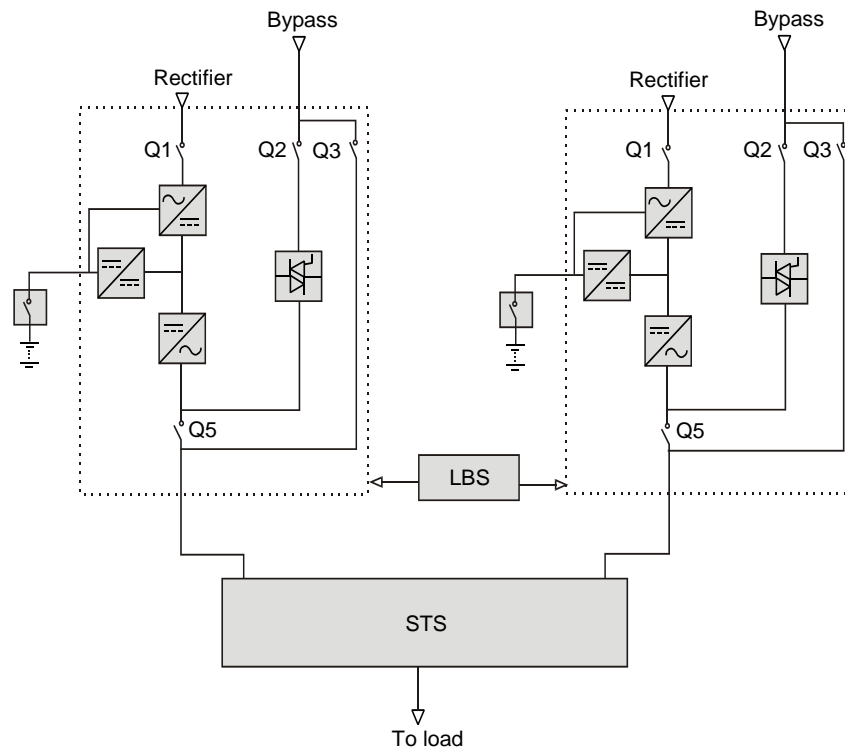 Bypass
Bypass
Rectifier
Rectifier
Q1
Q2
Q3
Q1
Q2
Q3
Q5
Q5
LBS
STS
To load